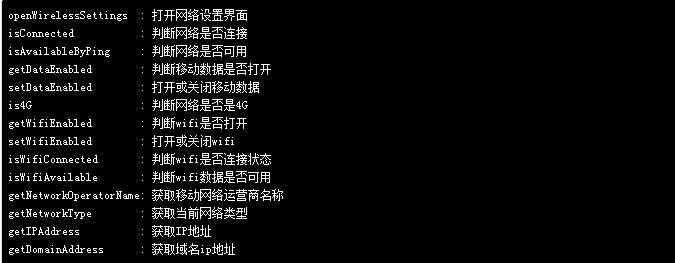 openWirelessSettings : 打开网络设置界面
isConnected : 判断网络是否连接
isAvailableByPing : 判断网络是否可用
getDataEnabled : 判断移动数据是否打开
setDataEnabled : 打开或关闭移动数据
is4G : 判断网络是否是4G
getWifiEnabled : 判断wifi是否打开
setWifiEnabled : 打开或关闭wifi
isWifiConnected : 判断wifi是否连接状态
isWifiAvailable : 判断wifi数据是否可用
getNetworkOperatorName: 获取移动网络运营商名称
getNetworkType : 获取当前网络类型
getIPAddress : 获取IP地址
getDomainAddress : 获取域名ip地址